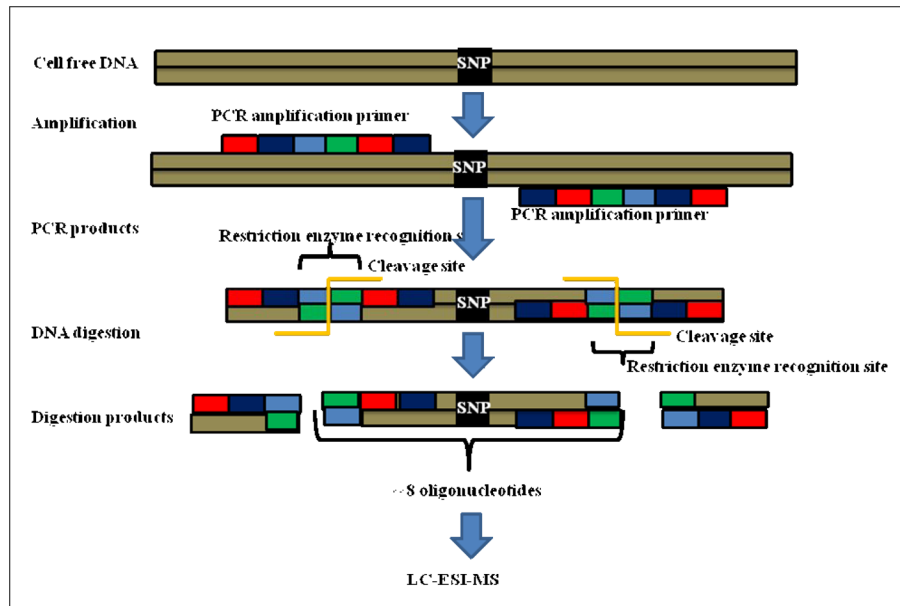 Cell free DNA
SNP
Amplification
PCR amplification primer
SNP
PCR amplification primer
PCR products
Restriction enzyme recognition s
Cleavage site
SNP
DNA digestion
Cleavage site
Restriction enzyme recognition site
Digestion products
SNP
~8 oligonucleotides
LC-ESI-MS